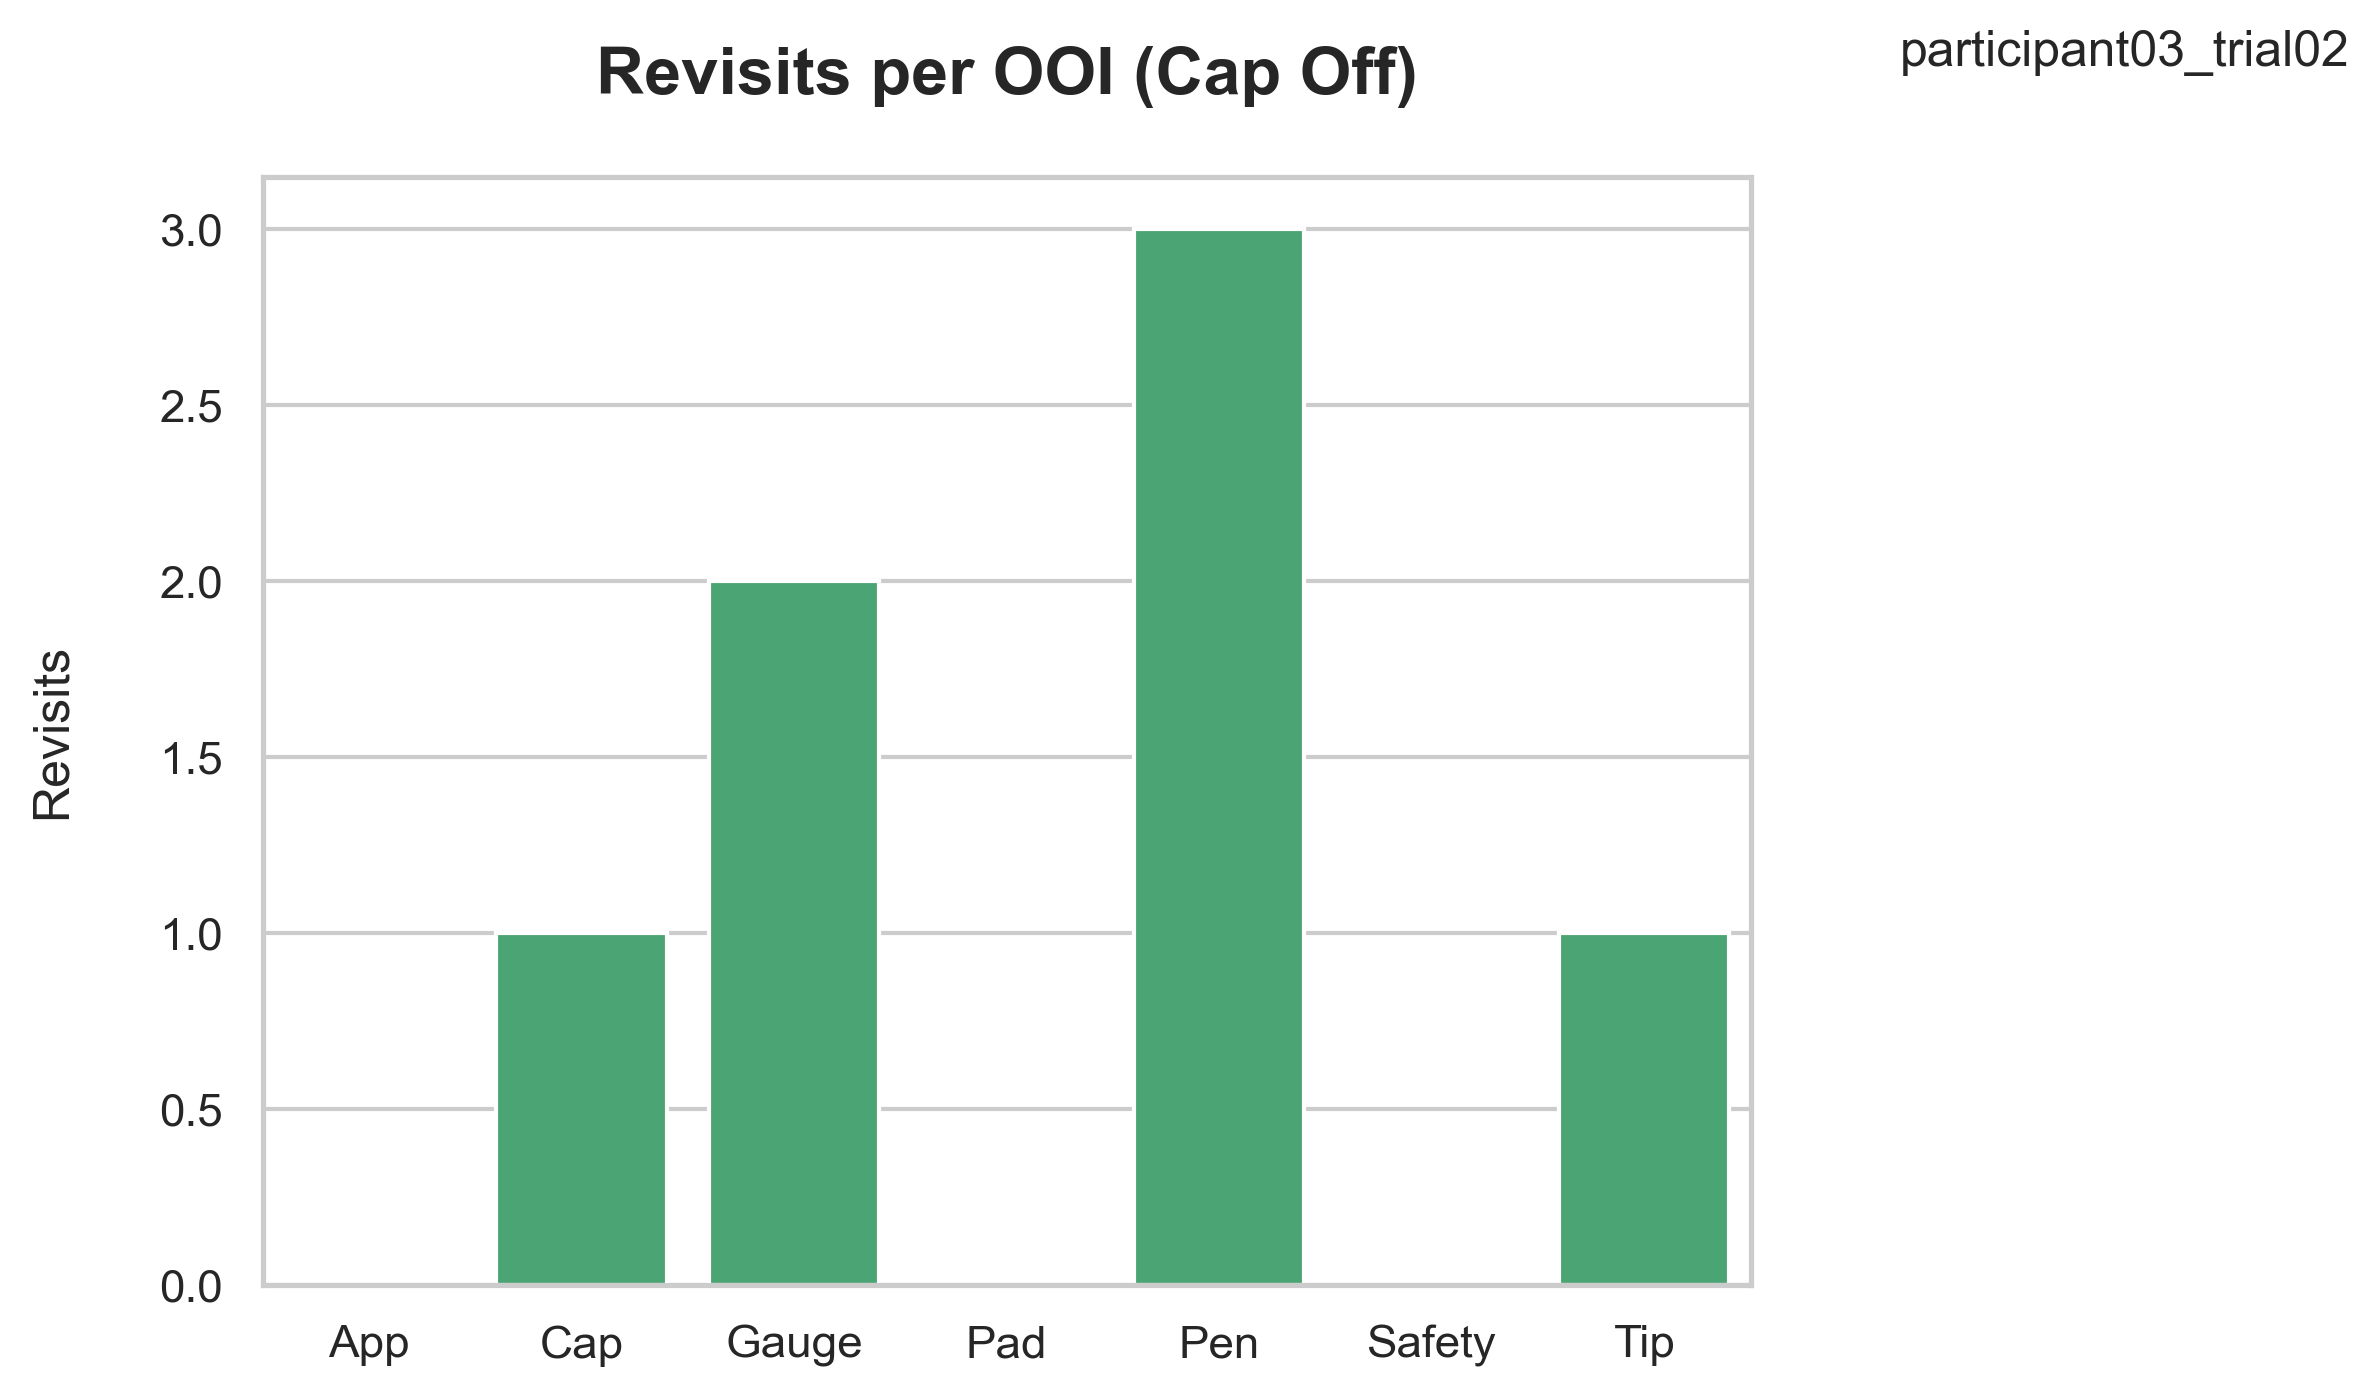 participant03_trial02
Revisits per OOI (Cap Off)
Revisits
3.0
2.5
2.0
1.5
1.0
0.5
0.0
App Cap Gauge Pad Pen Safety Tip